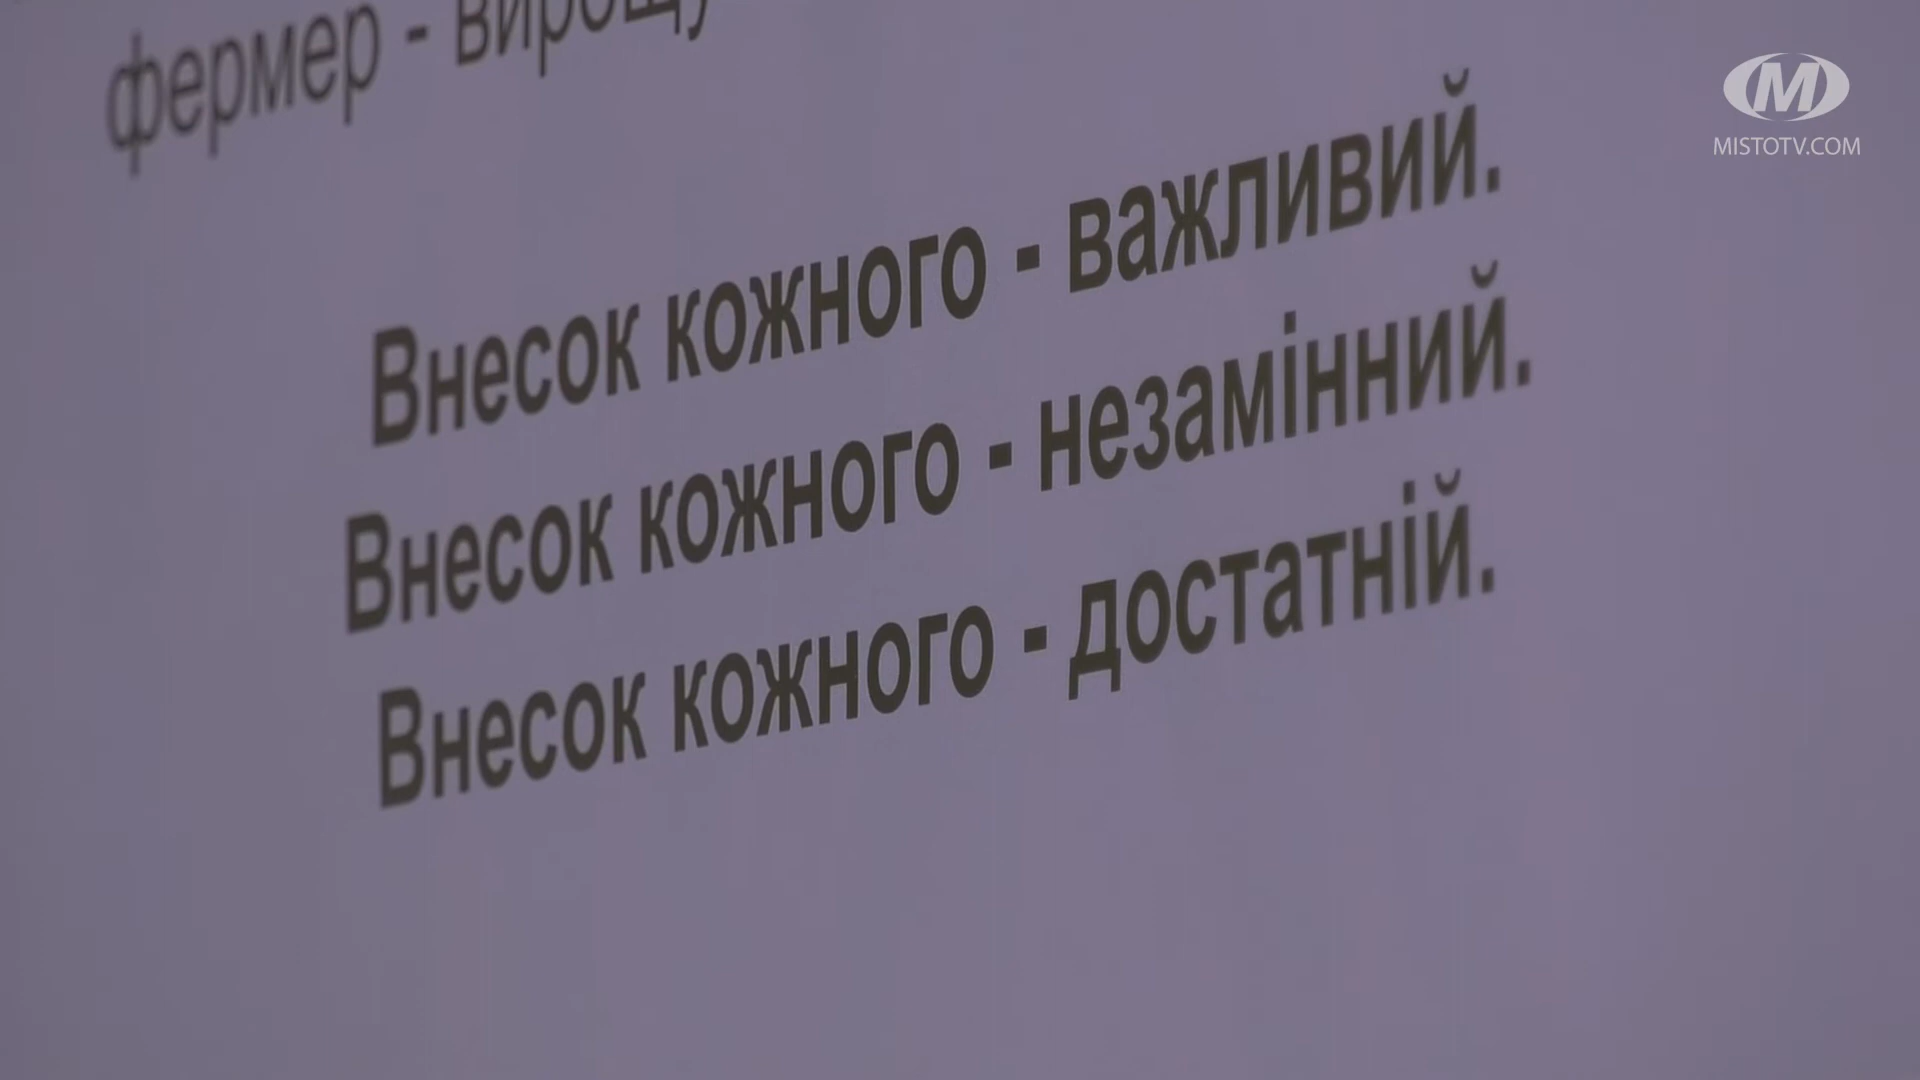 фермер -
Внесок кожного - важливий.
Внесок кожного - незамінний.
Внесок кожного - достатній.
M
MISTOTV.COM